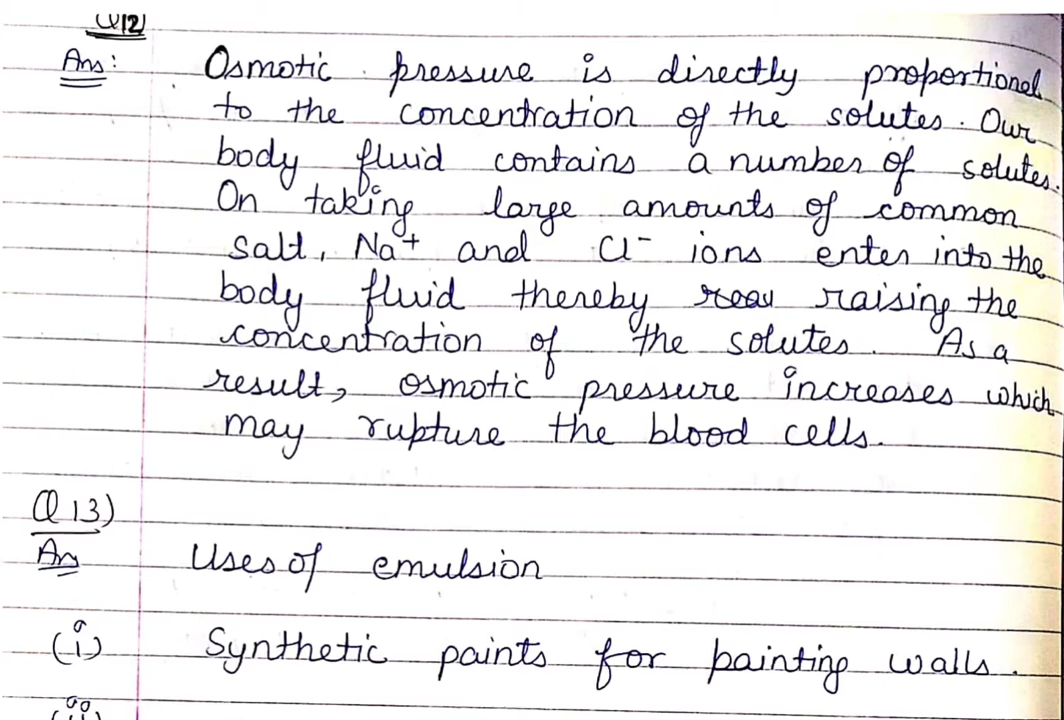 Q12)
Ans: Osmotic pressure is directly proportional
to the concentration of the solutes. Our
body fluid contains a number of solutes.
On taking large amounts of common
salt, Na⁺ and Cl⁻ ions enter into the
body fluid thereby raising the
concentration of the solutes. As a
result, osmotic pressure increases which
may rupture the blood cells.
Q 13)
Ans Uses of emulsion
(i) Synthetic paints for painting walls.
(ii)